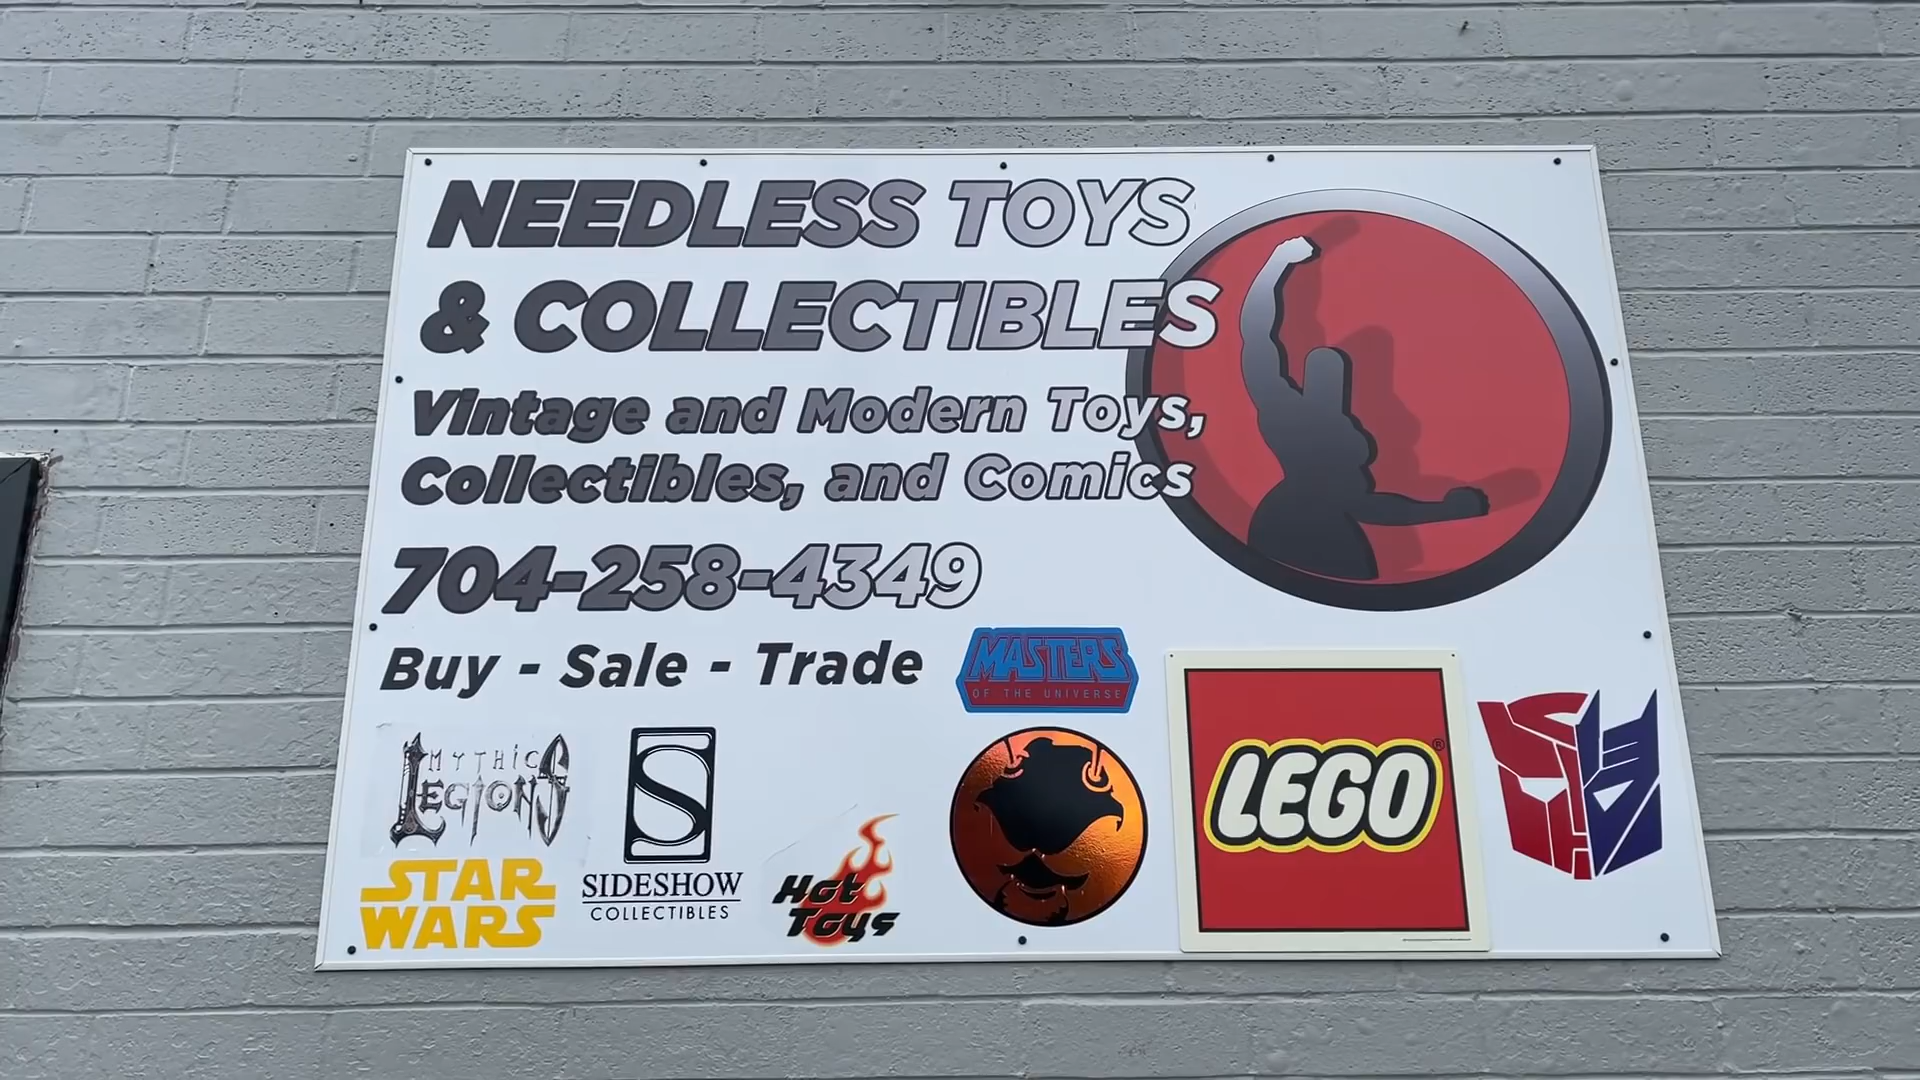 NEEDLESS TOYS
& COLLECTIBLES
Vintage and Modern Toys,
Collectibles, and Comics
704-258-4349
Buy - Sale - Trade
MASTERS
OF THE UNIVERSE
MYTHIC
LEGIONS
STAR
WARS
S
SIDESHOW
COLLECTIBLES
Hot
Toys
LEGO®